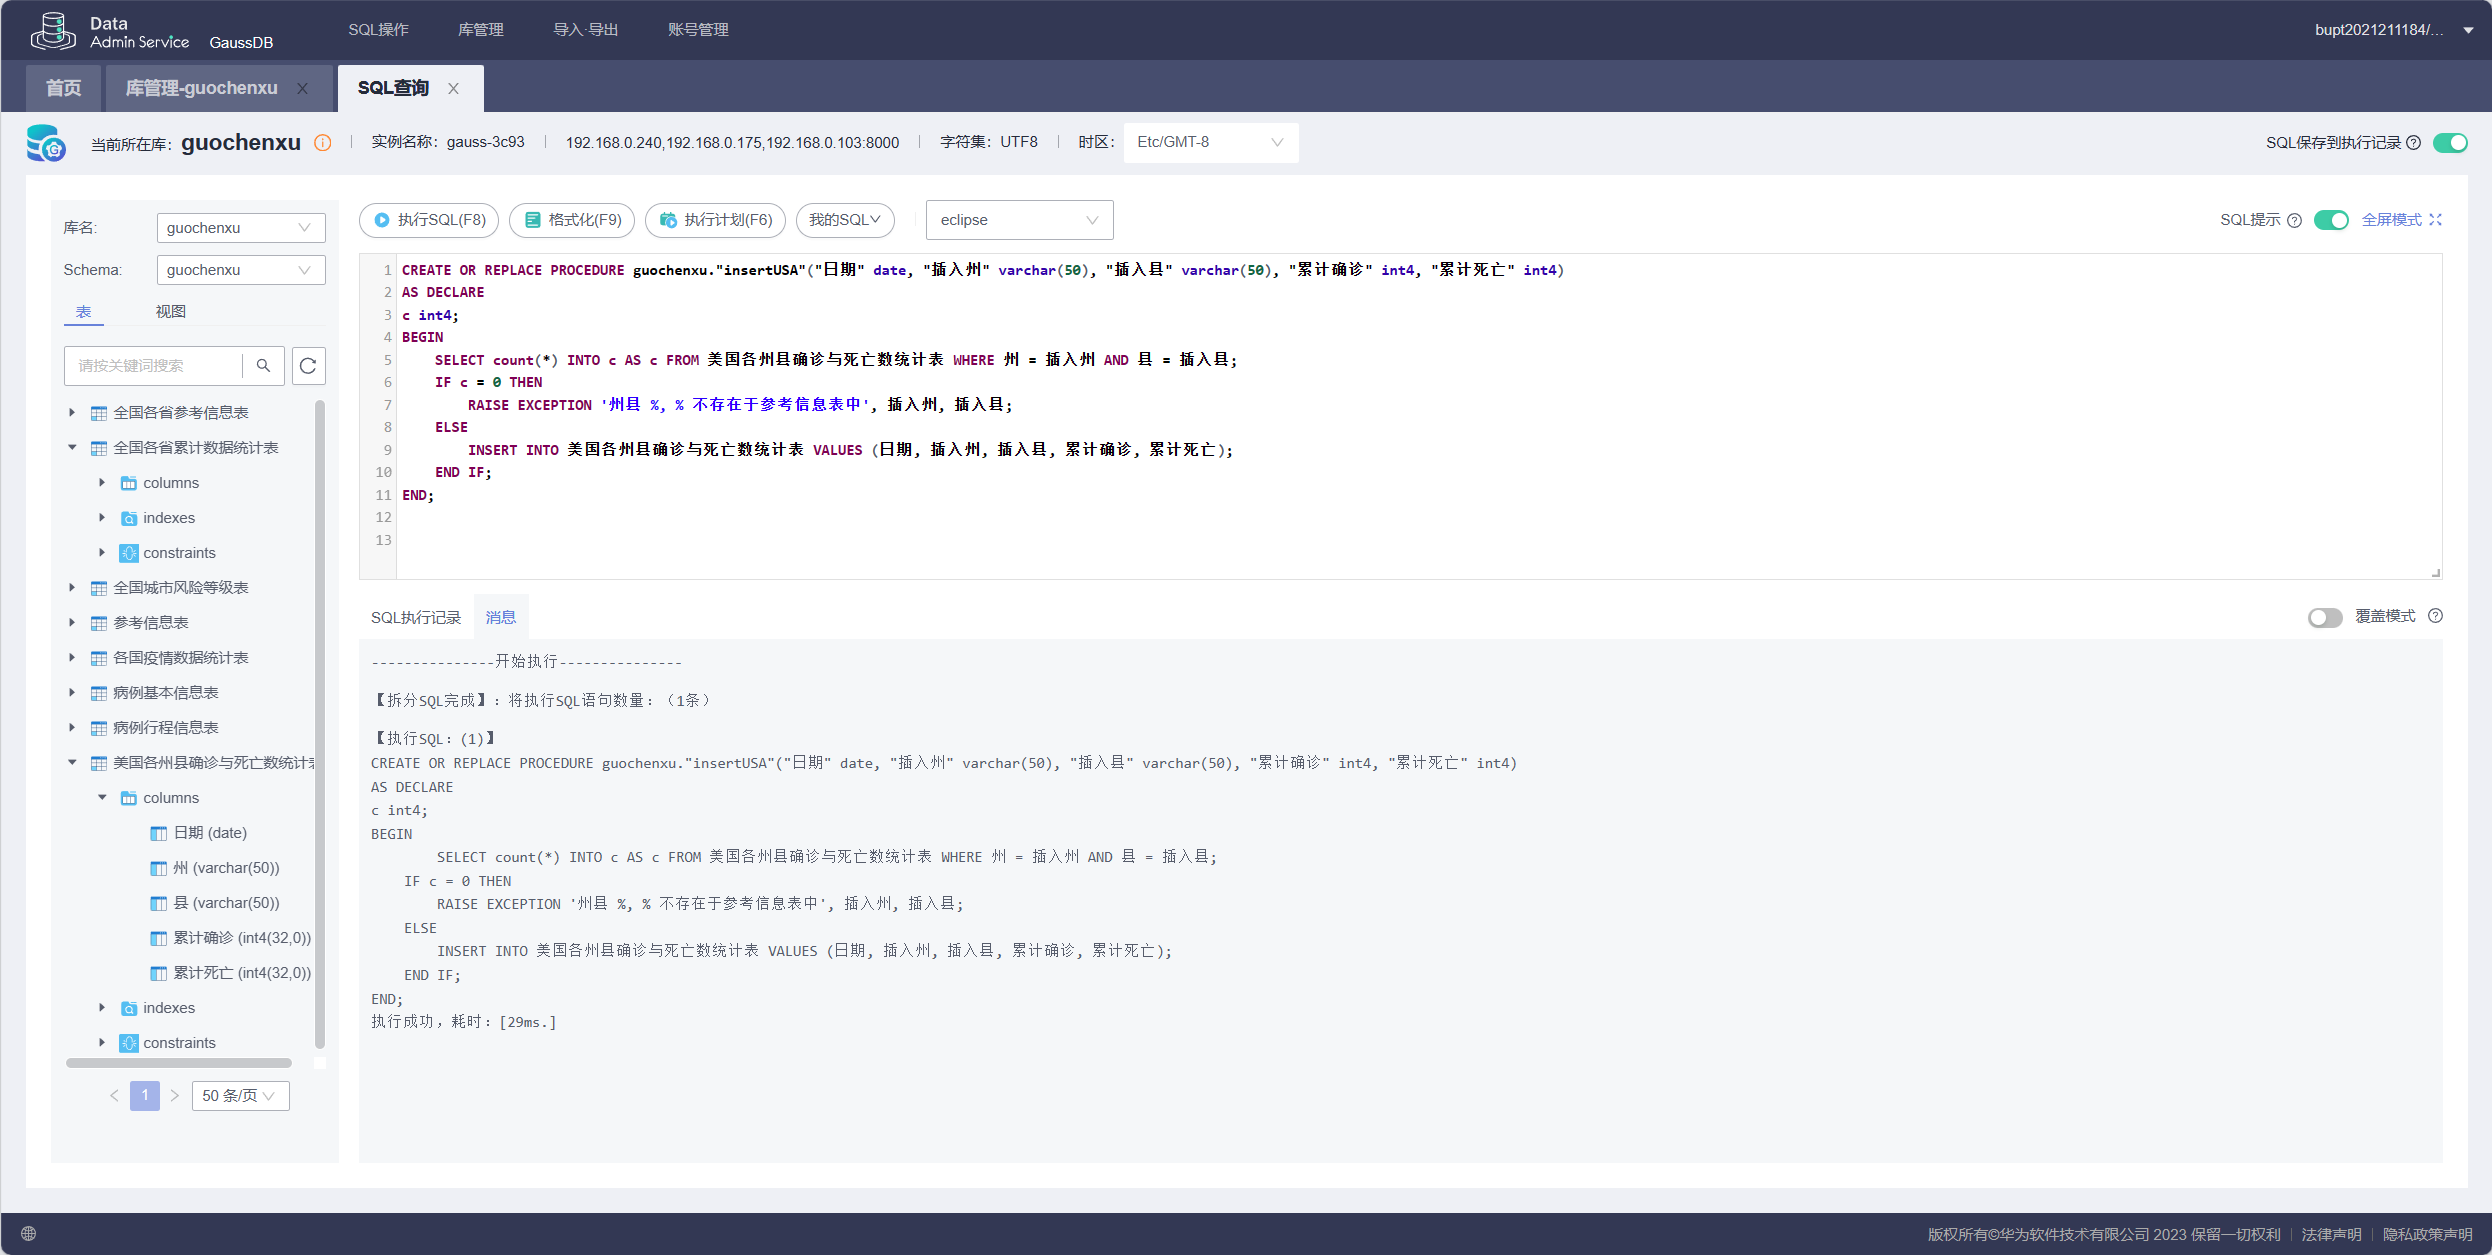 Data
Admin Service GaussDB SQL操作 库管理 导入·导出 账号管理 bupt2021211184/...
首页 库管理-guochenxu SQL查询
当前所在库: guochenxu 实例名称: gauss-3c93 192.168.0.240,192.168.0.175,192.168.0.103:8000 字符集: UTF8 时区: Etc/GMT-8 SQL保存到执行记录
库名: guochenxu
Schema: guochenxu
表 视图
请按关键词搜索
全国各省参考信息表
全国各省累计数据统计表
columns
indexes
constraints
全国城市风险等级表
参考信息表
各国疫情数据统计表
病例基本信息表
病例行程信息表
美国各州县确诊与死亡数统计表
columns
日期 (date)
州 (varchar(50))
县 (varchar(50))
累计确诊 (int4(32,0))
累计死亡 (int4(32,0))
indexes
constraints
1 50 条/页
执行SQL(F8) 格式化(F9) 执行计划(F6) 我的SQL eclipse SQL提示 全屏模式
1 CREATE OR REPLACE PROCEDURE guochenxu."insertUSA"("日期" date, "插入州" varchar(50), "插入县" varchar(50), "累计确诊" int4, "累计死亡" int4)
2 AS DECLARE
3 c int4;
4 BEGIN
5 SELECT count(*) INTO c AS c FROM 美国各州县确诊与死亡数统计表 WHERE 州 = 插入州 AND 县 = 插入县;
6 IF c = 0 THEN
7 RAISE EXCEPTION '州县 %, % 不存在于参考信息表中', 插入州, 插入县;
8 ELSE
9 INSERT INTO 美国各州县确诊与死亡数统计表 VALUES (日期, 插入州, 插入县, 累计确诊, 累计死亡);
10 END IF;
11 END;
12
13
SQL执行记录 消息 覆盖模式
---------------开始执行---------------
【拆分SQL完成】：将执行SQL语句数量：（1条）
【执行SQL：(1)】
CREATE OR REPLACE PROCEDURE guochenxu."insertUSA"("日期" date, "插入州" varchar(50), "插入县" varchar(50), "累计确诊" int4, "累计死亡" int4)
AS DECLARE
c int4;
BEGIN
SELECT count(*) INTO c AS c FROM 美国各州县确诊与死亡数统计表 WHERE 州 = 插入州 AND 县 = 插入县;
IF c = 0 THEN
RAISE EXCEPTION '州县 %, % 不存在于参考信息表中', 插入州, 插入县;
ELSE
INSERT INTO 美国各州县确诊与死亡数统计表 VALUES (日期, 插入州, 插入县, 累计确诊, 累计死亡);
END IF;
END;
执行成功，耗时：[29ms.]
版权所有©华为软件技术有限公司 2023 保留一切权利 法律声明 隐私政策声明